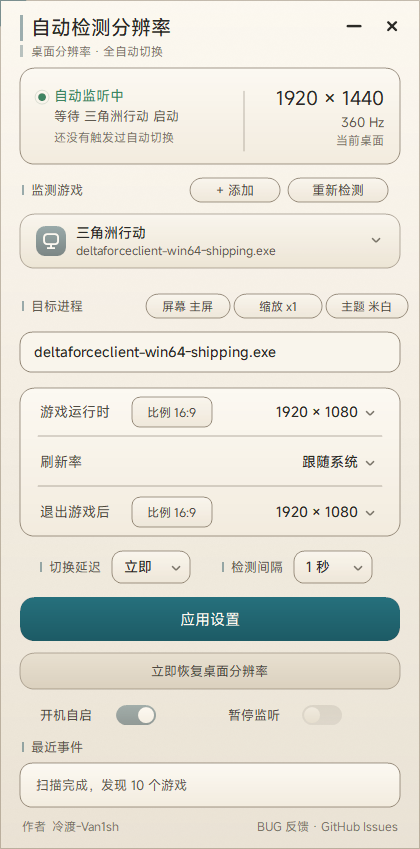 自动检测分辨率
桌面分辨率 · 全自动切换
自动监听中
等待 三角洲行动 启动
还没有触发过自动切换
1920 × 1440
360 Hz
当前桌面
监测游戏
+ 添加
重新检测
三角洲行动
deltaforceclient-win64-shipping.exe
目标进程
屏幕 主屏
缩放 x1
主题 米白
deltaforceclient-win64-shipping.exe
游戏运行时
比例 16:9
1920 × 1080
刷新率
跟随系统
退出游戏后
比例 16:9
1920 × 1080
切换延迟
立即
检测间隔
1 秒
应用设置
立即恢复桌面分辨率
开机自启
暂停监听
最近事件
扫描完成，发现 10 个游戏
作者 冷渡-Van1sh
BUG 反馈 · GitHub Issues